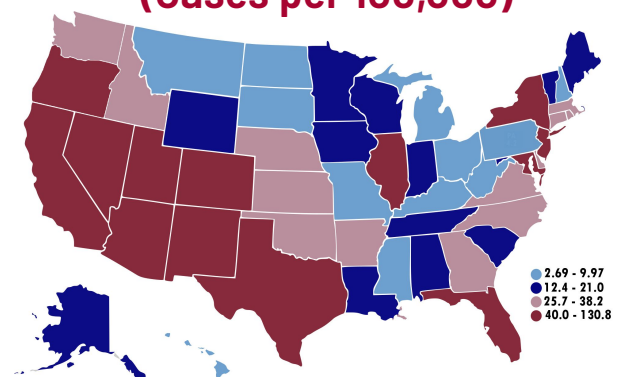 (Cases per 100,000)
2.69 - 9.97
12.4 - 21.0
25.7 - 38.2
40.0 - 130.8